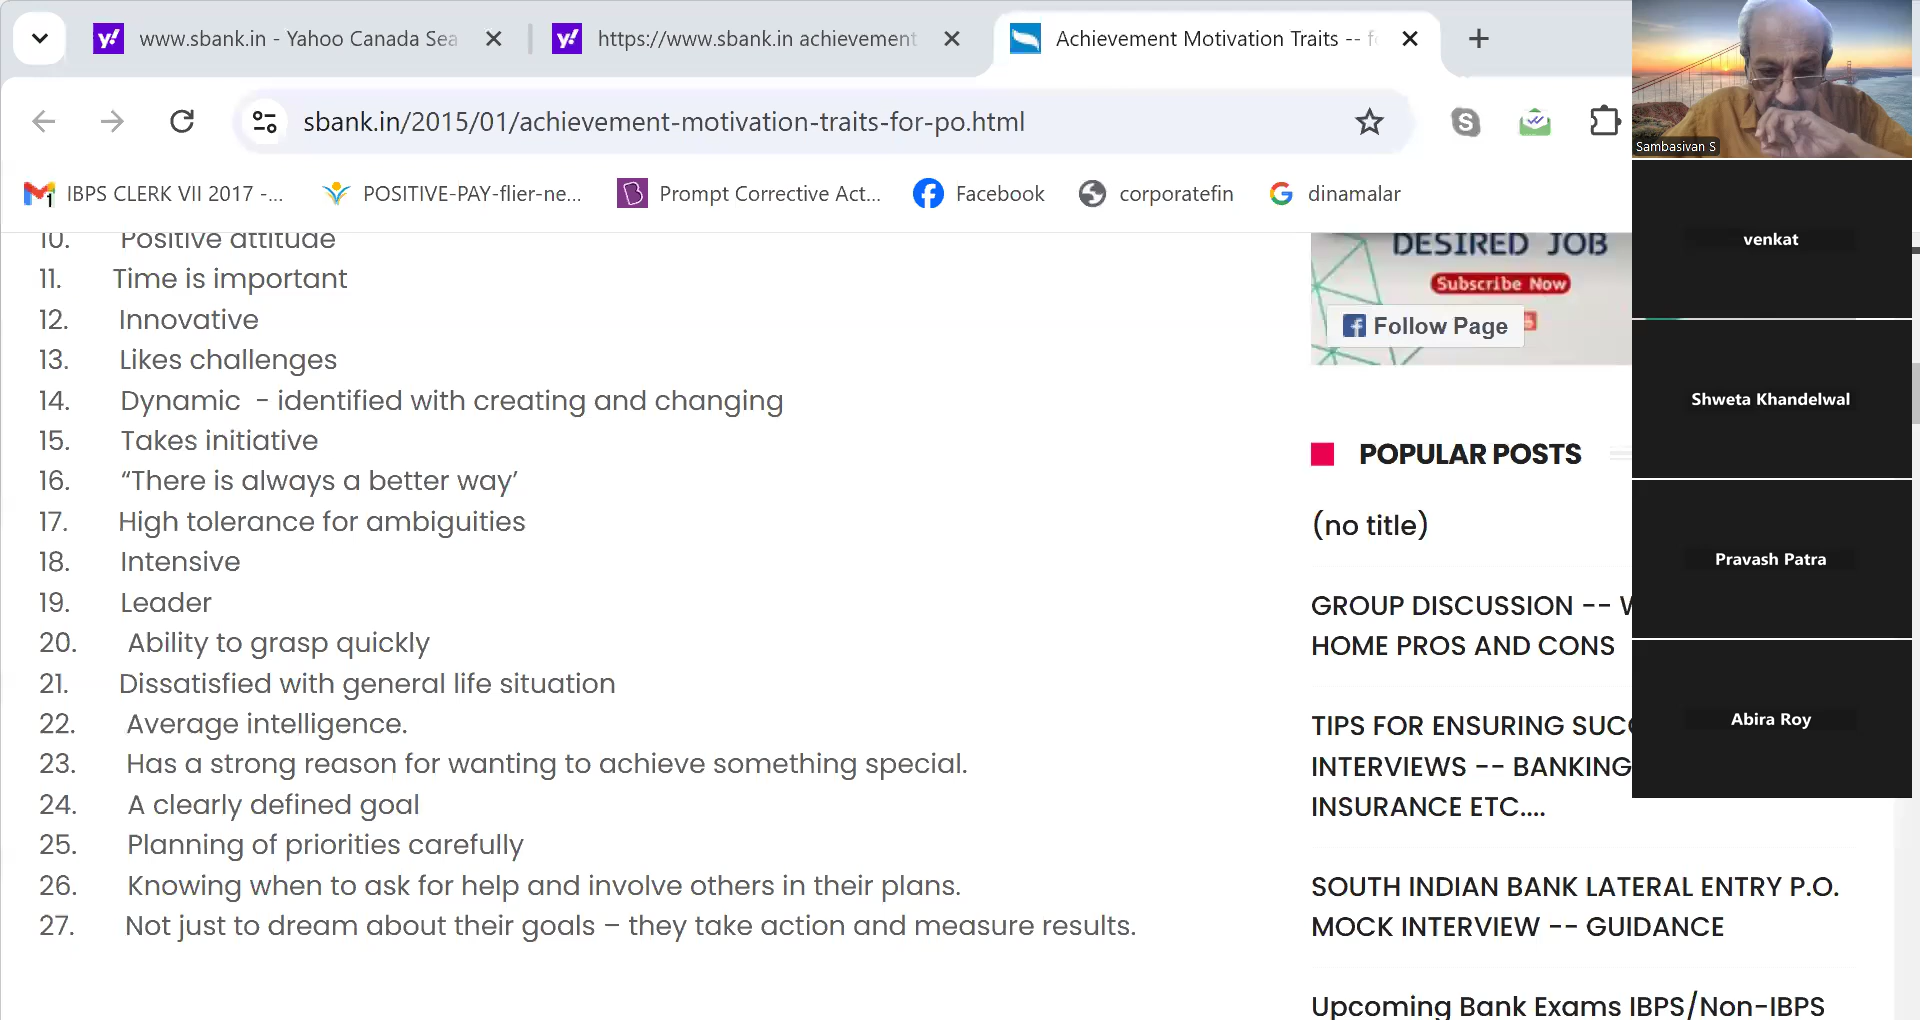 www.sbank.in - Yahoo Canada Sea
https://www.sbank.in achievement
Achievement Motivation Traits -- f
sbank.in/2015/01/achievement-motivation-traits-for-po.html
IBPS CLERK VII 2017 -...
POSITIVE-PAY-flier-ne...
Prompt Corrective Act...
Facebook
corporatefin
dinamalar
10. Positive attitude
11. Time is important
12. Innovative
13. Likes challenges
14. Dynamic - identified with creating and changing
15. Takes initiative
16. “There is always a better way’
17. High tolerance for ambiguities
18. Intensive
19. Leader
20. Ability to grasp quickly
21. Dissatisfied with general life situation
22. Average intelligence.
23. Has a strong reason for wanting to achieve something special.
24. A clearly defined goal
25. Planning of priorities carefully
26. Knowing when to ask for help and involve others in their plans.
27. Not just to dream about their goals – they take action and measure results.
DESIRED JOB
Subscribe Now
Follow Page
POPULAR POSTS
(no title)
GROUP DISCUSSION -- W
HOME PROS AND CONS
TIPS FOR ENSURING SUC
INTERVIEWS -- BANKING
INSURANCE ETC....
SOUTH INDIAN BANK LATERAL ENTRY P.O.
MOCK INTERVIEW -- GUIDANCE
Upcoming Bank Exams IBPS/Non-IBPS
Sambasivan S
venkat
Shweta Khandelwal
Pravash Patra
Abira Roy